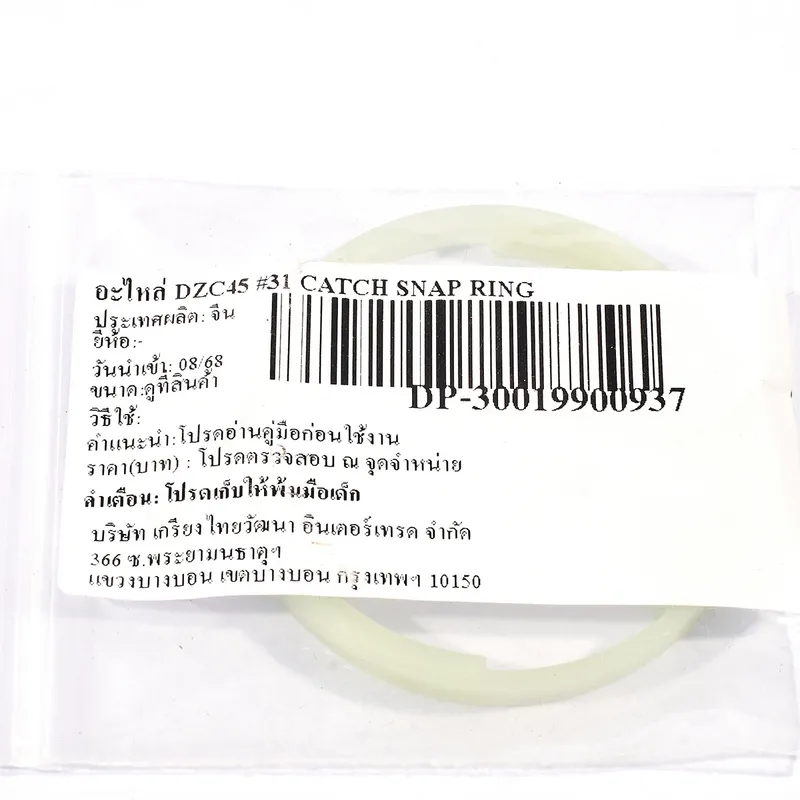 อะไหล่ DZC45 #31 CATCH SNAP RING
ประเทศผลิต: จีน
ยี่ห้อ:-
วันนำเข้า: 08/68
ขนาด:ดูที่สินค้า
DP-30019900937
วิธีใช้:
คำแนะนำ:โปรดอ่านคู่มือก่อนใช้งาน
ราคา(บาท) : โปรดตรวจสอบ ณ จุดจำหน่าย
คำเตือน: โปรดเก็บให้พ้นมือเด็ก
บริษัท เกรียงไทยวัฒนา อินเตอร์เทรด จำกัด
366 ซ.พระยามนธาตุฯ
แขวงบางบอน เขตบางบอน กรุงเทพฯ 10150